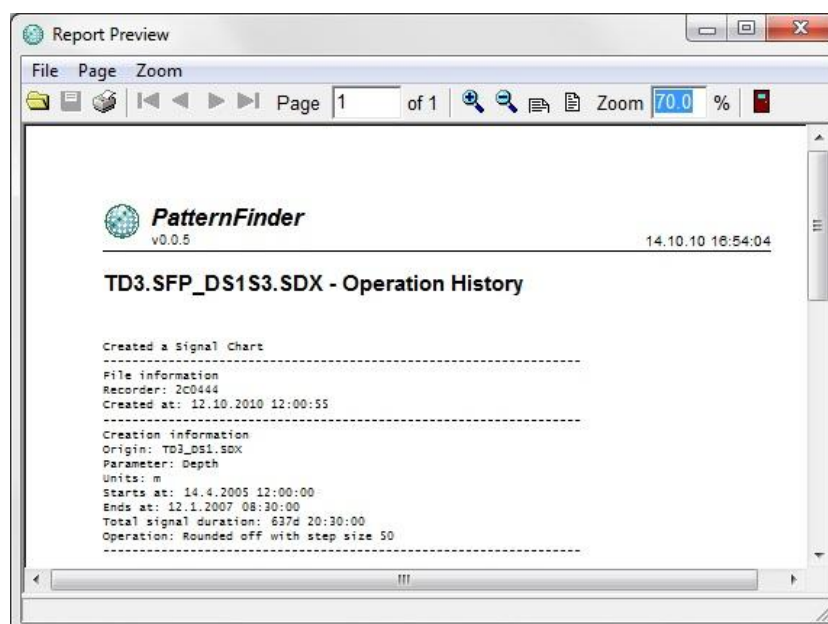 Report Preview
File Page Zoom
Page 1 of 1 Zoom 70.0 %
PatternFinder
v0.0.5
14.10.10 16:54:04
TD3.SFP_DS1S3.SDX - Operation History
Created a Signal Chart
--------------------------------------------------------------------------------
File information
Recorder: 2C0444
Created at: 12.10.2010 12:00:55
--------------------------------------------------------------------------------
Creation information
Origin: TD3_DS1.SDX
Parameter: Depth
Units: m
Starts at: 14.4.2005 12:00:00
Ends at: 12.1.2007 08:30:00
Total signal duration: 637d 20:30:00
Operation: Rounded off with step size 50
--------------------------------------------------------------------------------